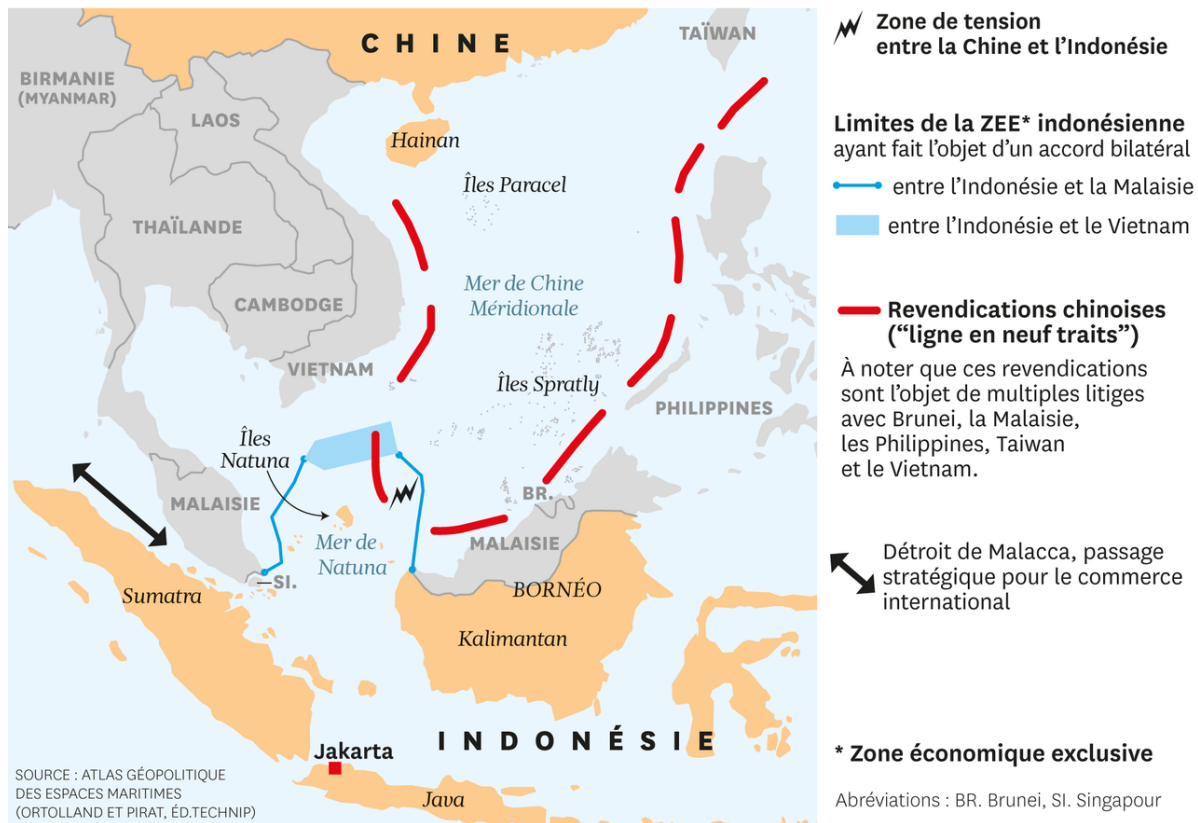 CHINE
TAÏWAN
BIRMANIE
(MYANMAR)
LAOS
Hainan
Îles Paracel
THAÏLANDE
Mer de Chine
Méridionale
CAMBODGE
VIETNAM
Îles Spratly
PHILIPPINES
Îles
Natuna
MALAISIE
BR.
MALAISIE
Mer de
Natuna
SI.
Sumatra
BORNÉO
Kalimantan
INDONÉSIE
Jakarta
Java
SOURCE : ATLAS GÉOPOLITIQUE
DES ESPACES MARITIMES
(ORTOLLAND ET PIRAT, ÉD.TECHNIP)
Zone de tension
entre la Chine et l’Indonésie
Limites de la ZEE* indonésienne
ayant fait l’objet d’un accord bilatéral
entre l’Indonésie et la Malaisie
entre l’Indonésie et le Vietnam
Revendications chinoises
(“ligne en neuf traits”)
À noter que ces revendications
sont l’objet de multiples litiges
avec Brunei, la Malaisie,
les Philippines, Taiwan
et le Vietnam.
Détroit de Malacca, passage
stratégique pour le commerce
international
* Zone économique exclusive
Abréviations : BR. Brunei, SI. Singapour